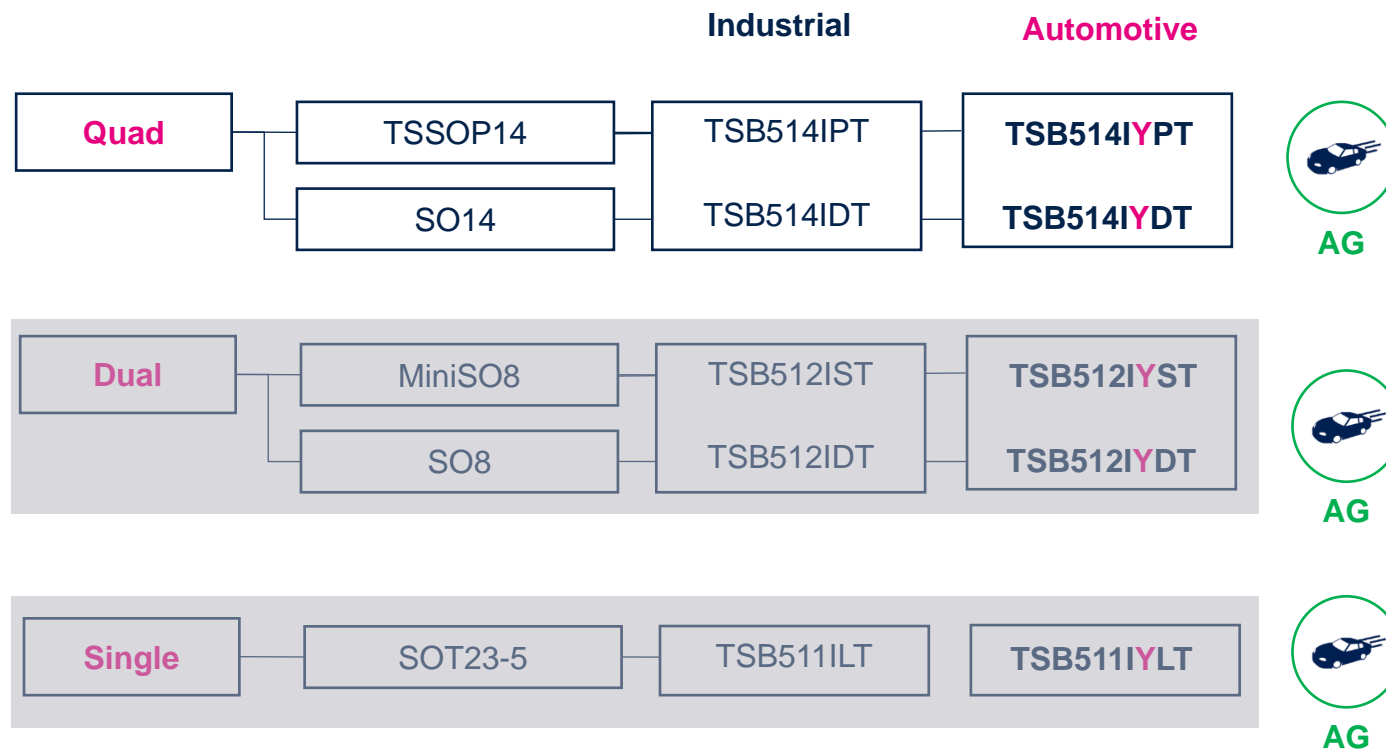 Industrial Automotive
Quad TSSOP14 TSB514IPT TSB514IYPT
SO14 TSB514IDT TSB514IYDT
AG
Dual MiniSO8 TSB512IST TSB512IYST
SO8 TSB512IDT TSB512IYDT
AG
Single SOT23-5 TSB511ILT TSB511IYLT
AG